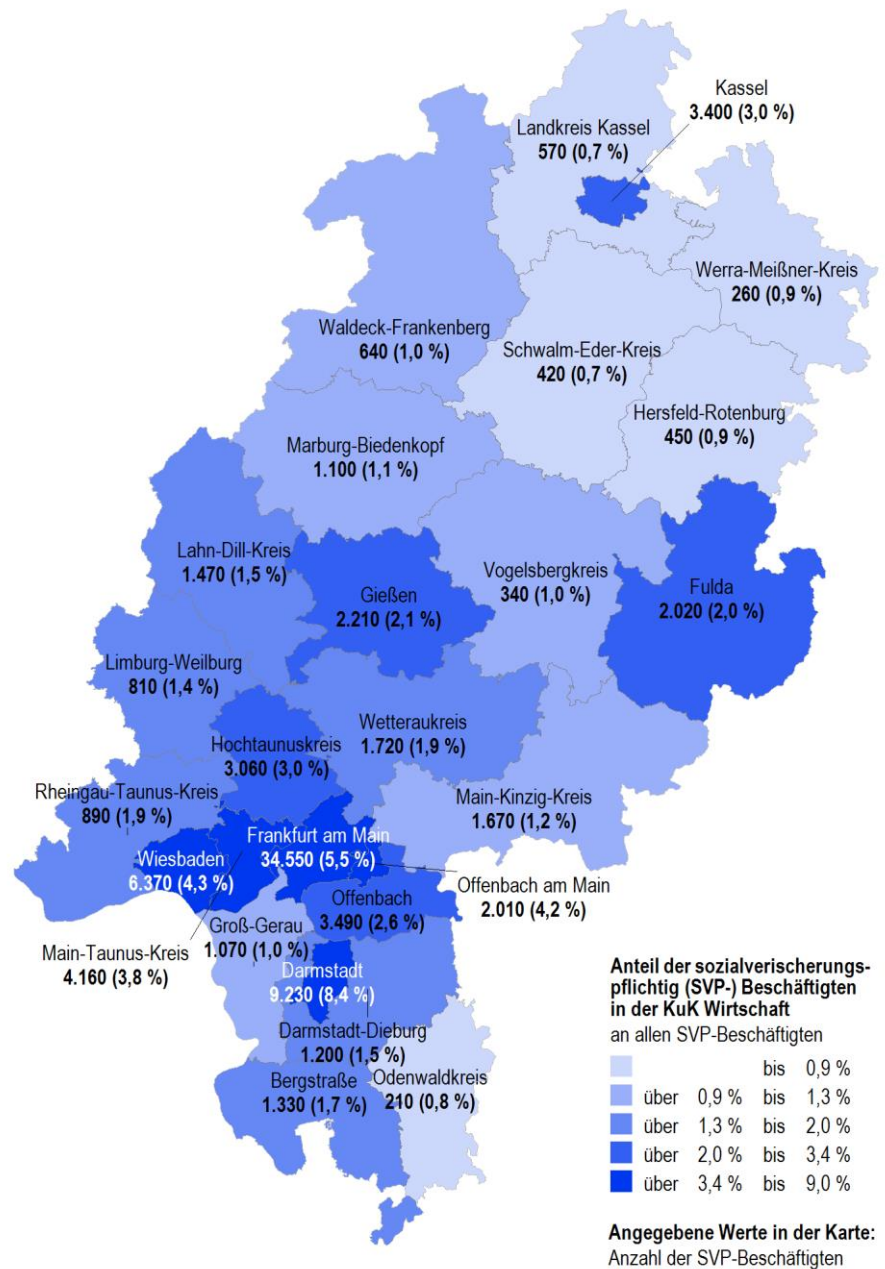 Kassel
3.400 (3,0 %)
Landkreis Kassel
570 (0,7 %)
Werra-Meißner-Kreis
260 (0,9 %)
Waldeck-Frankenberg
640 (1,0 %)
Schwalm-Eder-Kreis
420 (0,7 %)
Hersfeld-Rotenburg
450 (0,9 %)
Marburg-Biedenkopf
1.100 (1,1 %)
Lahn-Dill-Kreis
1.470 (1,5 %)
Gießen
2.210 (2,1 %)
Vogelsbergkreis
340 (1,0 %)
Fulda
2.020 (2,0 %)
Limburg-Weilburg
810 (1,4 %)
Wetteraukreis
1.720 (1,9 %)
Hochtaunuskreis
3.060 (3,0 %)
Rheingau-Taunus-Kreis
890 (1,9 %)
Main-Kinzig-Kreis
1.670 (1,2 %)
Frankfurt am Main
34.550 (5,5 %)
Wiesbaden
6.370 (4,3 %)
Offenbach am Main
2.010 (4,2 %)
Offenbach
3.490 (2,6 %)
Groß-Gerau
1.070 (1,0 %)
Main-Taunus-Kreis
4.160 (3,8 %)
Darmstadt
9.230 (8,4 %)
Darmstadt-Dieburg
1.200 (1,5 %)
Bergstraße
1.330 (1,7 %)
Odenwaldkreis
210 (0,8 %)
Anteil der sozialverischerungs-
pflichtig (SVP-) Beschäftigten
in der KuK Wirtschaft
an allen SVP-Beschäftigten
bis 0,9 %
über 0,9 % bis 1,3 %
über 1,3 % bis 2,0 %
über 2,0 % bis 3,4 %
über 3,4 % bis 9,0 %
Angegebene Werte in der Karte:
Anzahl der SVP-Beschäftigten